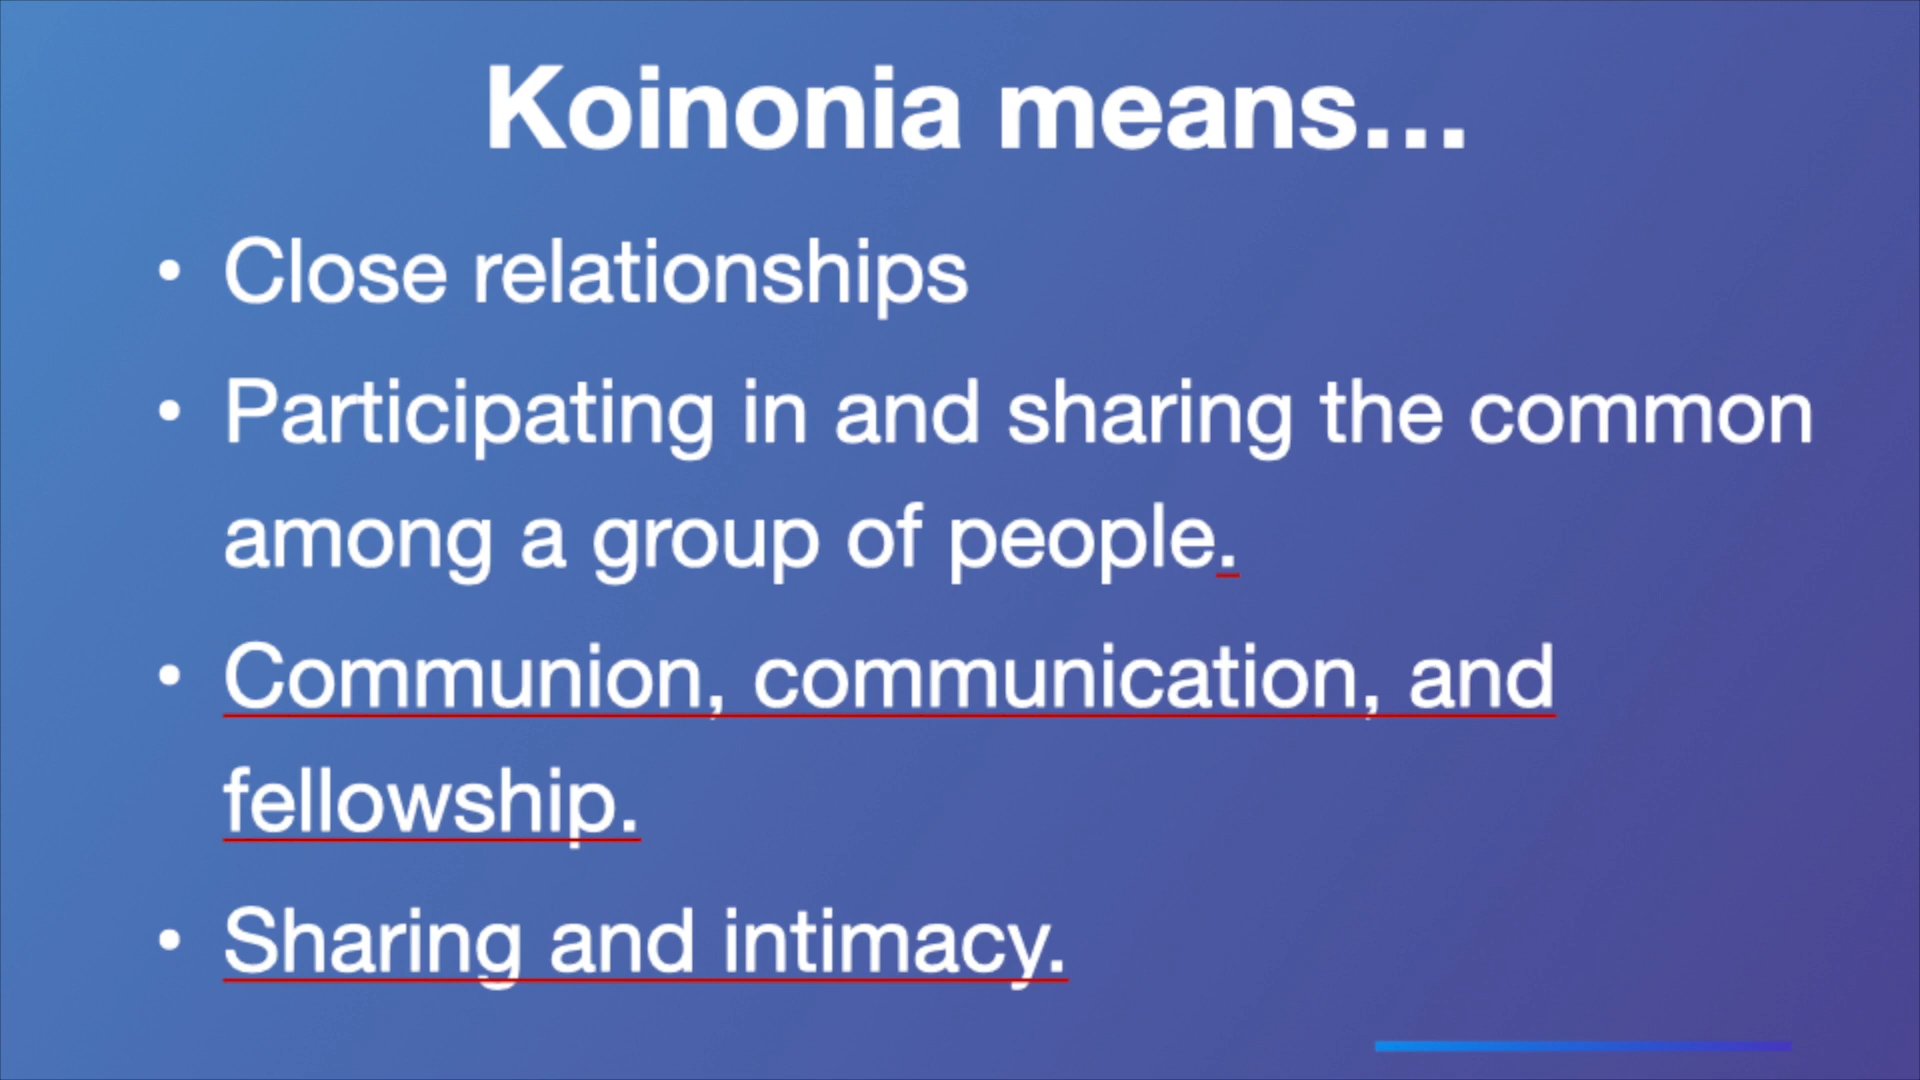 Koinonia means...
• Close relationships
• Participating in and sharing the common
among a group of people.
• Communion, communication, and
fellowship.
• Sharing and intimacy.